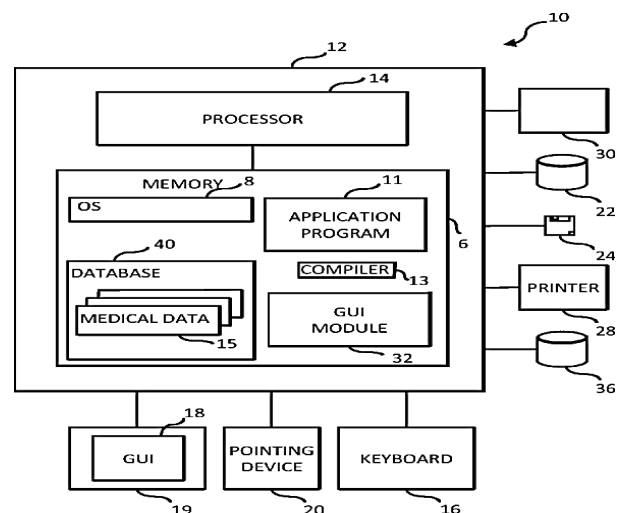 10
12
14
PROCESSOR
30
MEMORY
8
11
OS
APPLICATION
PROGRAM
6
22
40
24
DATABASE
COMPILER
13
MEDICAL DATA
GUI
MODULE
PRINTER
15
32
28
36
18
GUI
POINTING
DEVICE
KEYBOARD
19
20
16